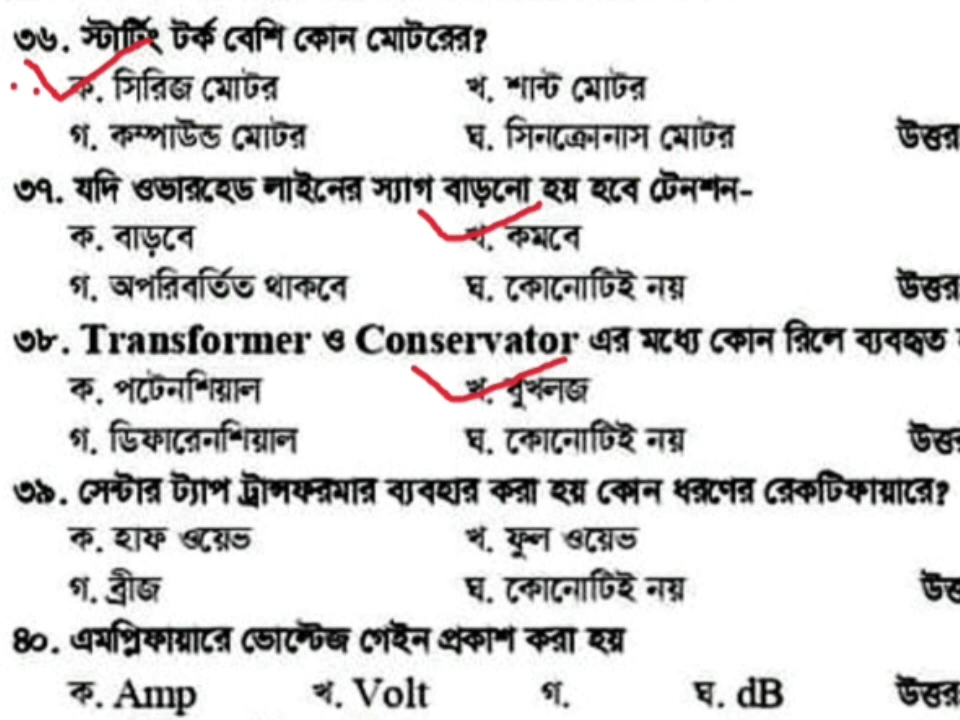 ৩৬. স্টার্টিং টর্ক বেশি কোন মোটরের?
ক. সিরিজ মোটর খ. শান্ট মোটর
গ. কম্পাউন্ড মোটর ঘ. সিনক্রোনাস মোটর উত্তর
৩৭. যদি ওভারহেড লাইনের স্যাগ বাড়নো হয় হবে টেনশন-
ক. বাড়বে খ. কমবে
গ. অপরিবর্তিত থাকবে ঘ. কোনোটিই নয় উত্তর
৩৮. Transformer ও Conservator এর মধ্যে কোন রিলে ব্যবহৃত
ক. পটেনশিয়াল খ. বুখলজ
গ. ডিফারেনশিয়াল ঘ. কোনোটিই নয় উত্তর
৩৯. সেন্টার ট্যাপ ট্রান্সফরমার ব্যবহার করা হয় কোন ধরণের রেকটিফায়ারে?
ক. হাফ ওয়েভ খ. ফুল ওয়েভ
গ. ব্রীজ ঘ. কোনোটিই নয়
৪০. এমপ্লিফায়ারে ভোল্টেজ গেইন প্রকাশ করা হয়
ক. Amp খ. Volt গ. ঘ. dB উত্তর